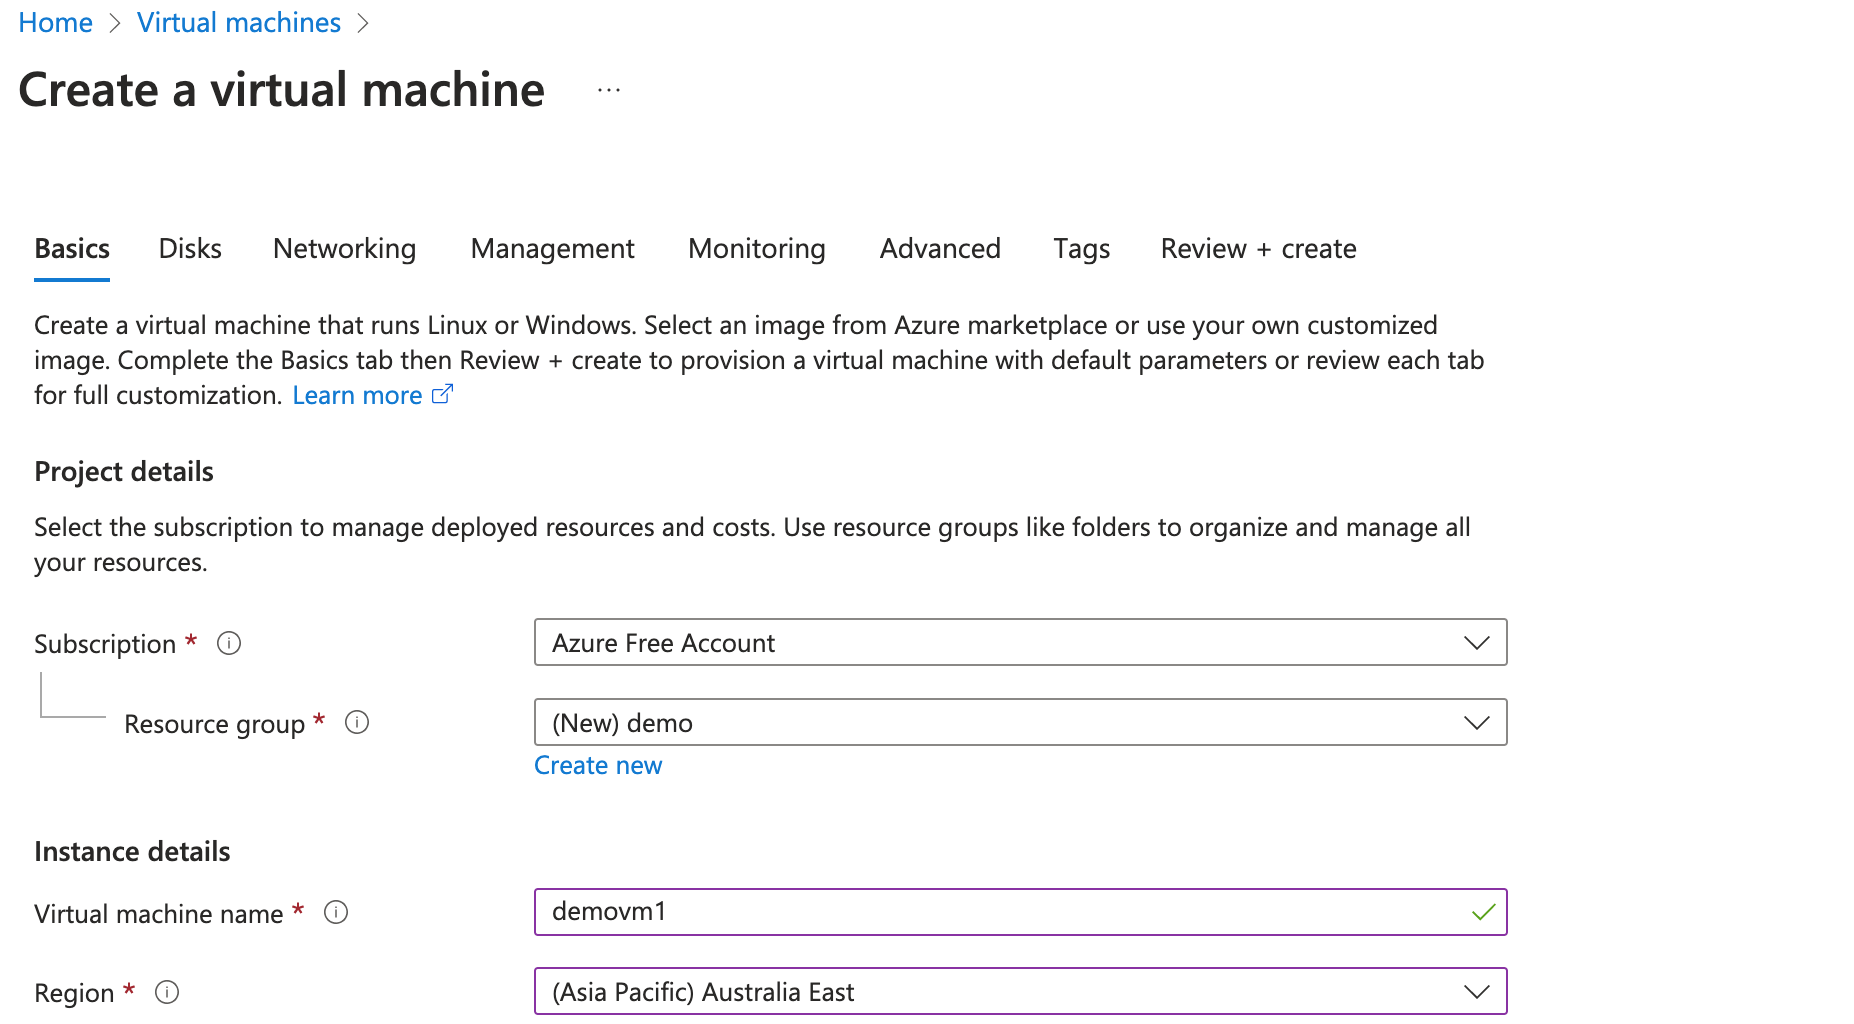 Home > Virtual machines >
Create a virtual machine ...
Basics Disks Networking Management Monitoring Advanced Tags Review + create
Create a virtual machine that runs Linux or Windows. Select an image from Azure marketplace or use your own customized
image. Complete the Basics tab then Review + create to provision a virtual machine with default parameters or review each tab
for full customization. Learn more
Project details
Select the subscription to manage deployed resources and costs. Use resource groups like folders to organize and manage all
your resources.
Subscription * Azure Free Account
Resource group * (New) demo
Create new
Instance details
Virtual machine name * demovm1
Region * (Asia Pacific) Australia East